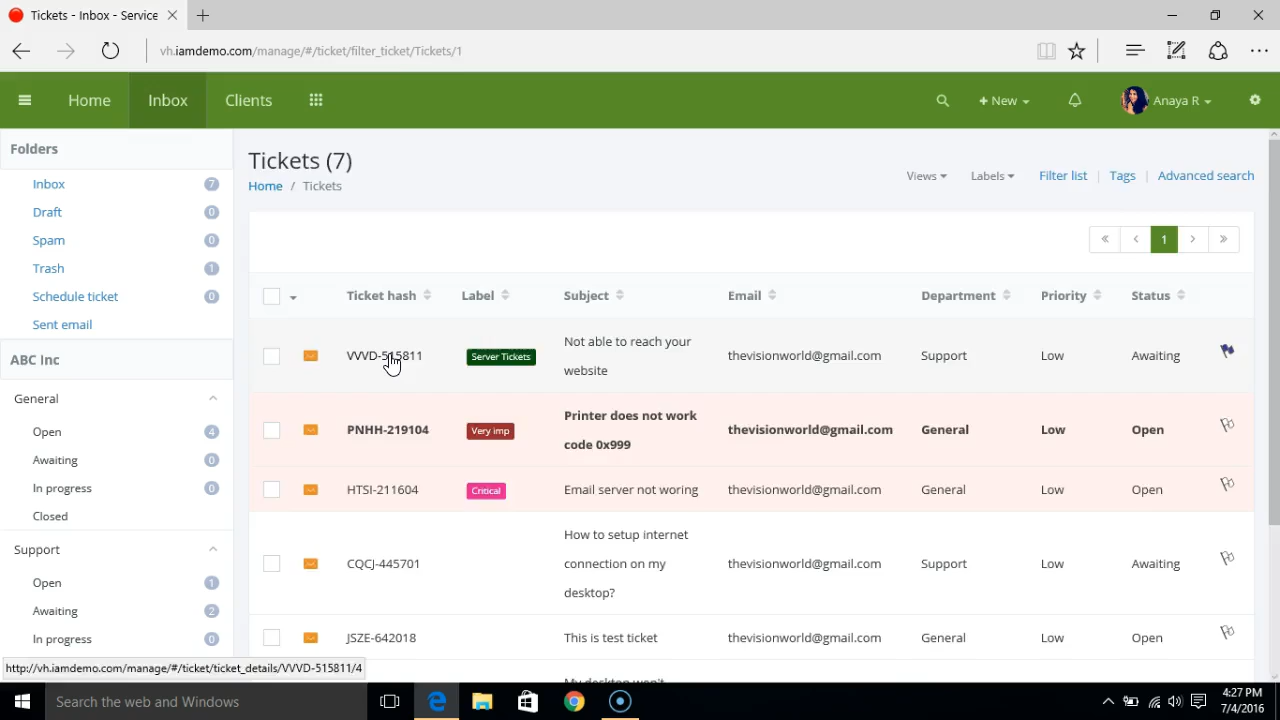 Tickets - Inbox - Service
vh.iamdemo.com/manage/#/ticket/filter_ticket/Tickets/1
Home Inbox Clients + New Anaya R
Folders
Inbox 7
Draft 0
Spam 0
Trash 1
Schedule ticket 0
Sent email
ABC Inc
General
Open 4
Awaiting 0
In progress 0
Closed
Support
Open 1
Awaiting 2
In progress 0
Tickets (7)
Home / Tickets
Views Labels Filter list | Tags | Advanced search
« ‹ 1 › »
Ticket hash Label Subject Email Department Priority Status
VVVD-515811 Server Tickets Not able to reach your website thevisionworld@gmail.com Support Low Awaiting
PNHH-219104 Very imp Printer does not work code 0x999 thevisionworld@gmail.com General Low Open
HTSI-211604 Critical Email server not woring thevisionworld@gmail.com General Low Open
CQCJ-445701 How to setup internet connection on my desktop? thevisionworld@gmail.com Support Low Awaiting
JSZE-642018 This is test ticket thevisionworld@gmail.com General Low Open
My desktop won't
http://vh.iamdemo.com/manage/#/ticket/ticket_details/VVVD-515811/4
Search the web and Windows
4:27 PM
7/4/2016